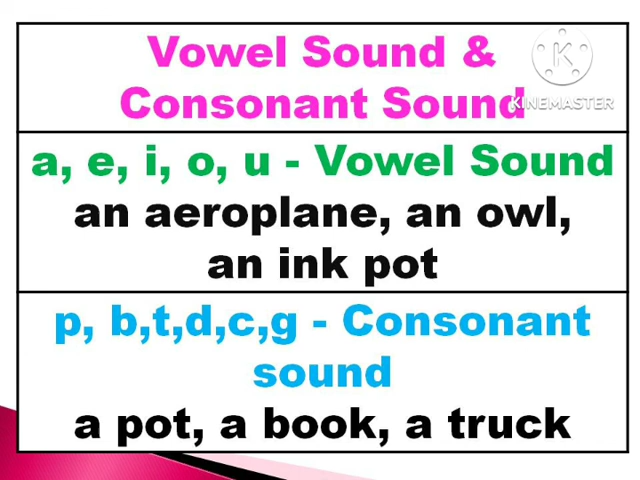 Vowel Sound &
Consonant Sound
KINEMASTER
a, e, i, o, u - Vowel Sound
an aeroplane, an owl,
an ink pot
p, b,t,d,c,g - Consonant
sound
a pot, a book, a truck